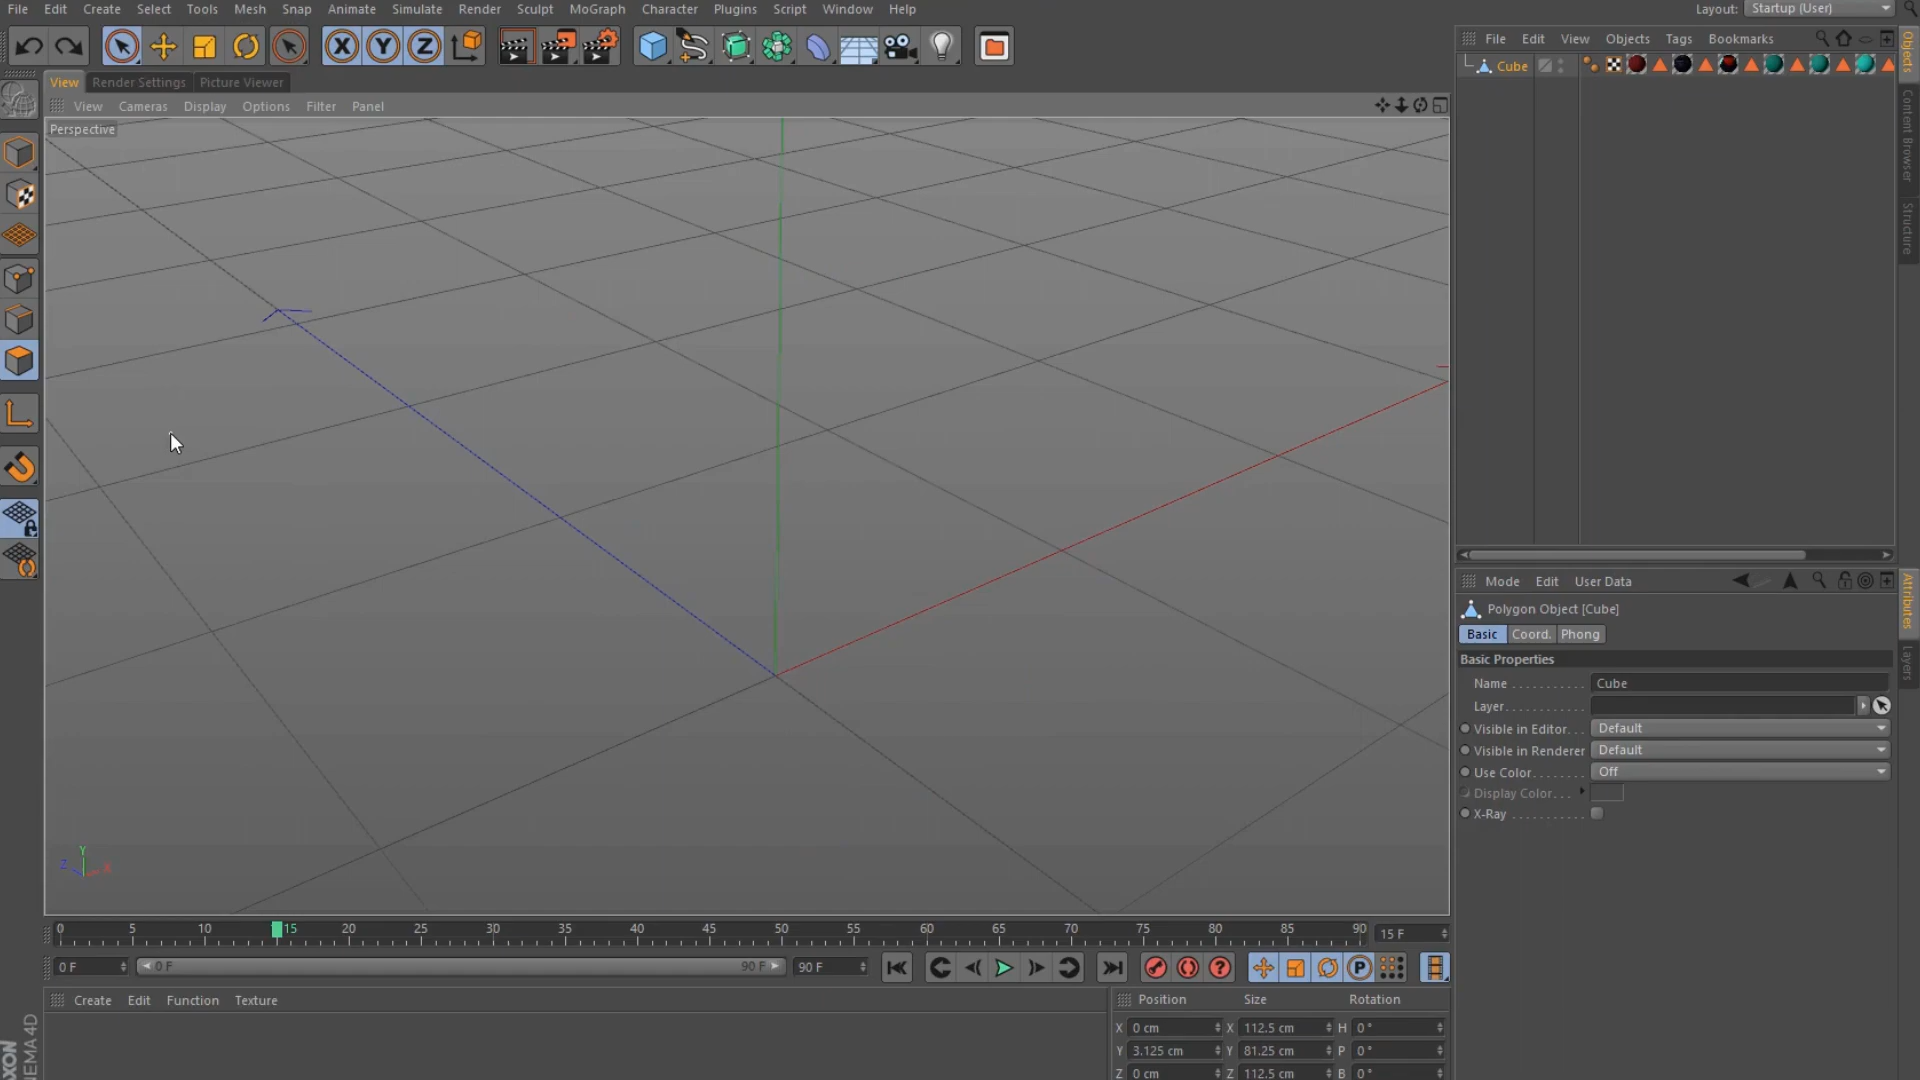 File Edit Create Select Tools Mesh Snap Animate Simulate Render Sculpt MoGraph Character Plugins Script Window Help
Layout: Startup (User)
File Edit View Objects Tags Bookmarks
Cube
Objects
Content Browser
Structure
View Render Settings Picture Viewer
View Cameras Display Options Filter Panel
Perspective
Y
Z X
Mode Edit User Data
Polygon Object [Cube]
Basic Coord. Phong
Basic Properties
Name . . . . . . . . . . . Cube
Layer. . . . . . . . . . . .
Visible in Editor. . . Default
Visible in Renderer Default
Use Color. . . . . . . . Off
Display Color. . .
X-Ray . . . . . . . . . . .
Attributes
Layers
0 5 10 15 20 25 30 35 40 45 50 55 60 65 70 75 80 85 90 15 F
0 F 0 F 90 F 90 F
Create Edit Function Texture
Position Size Rotation
X 0 cm X 112.5 cm H 0 °
Y 3.125 cm Y 81.25 cm P 0 °
Z 0 cm Z 112.5 cm B 0 °
AXON
NEMA 4D